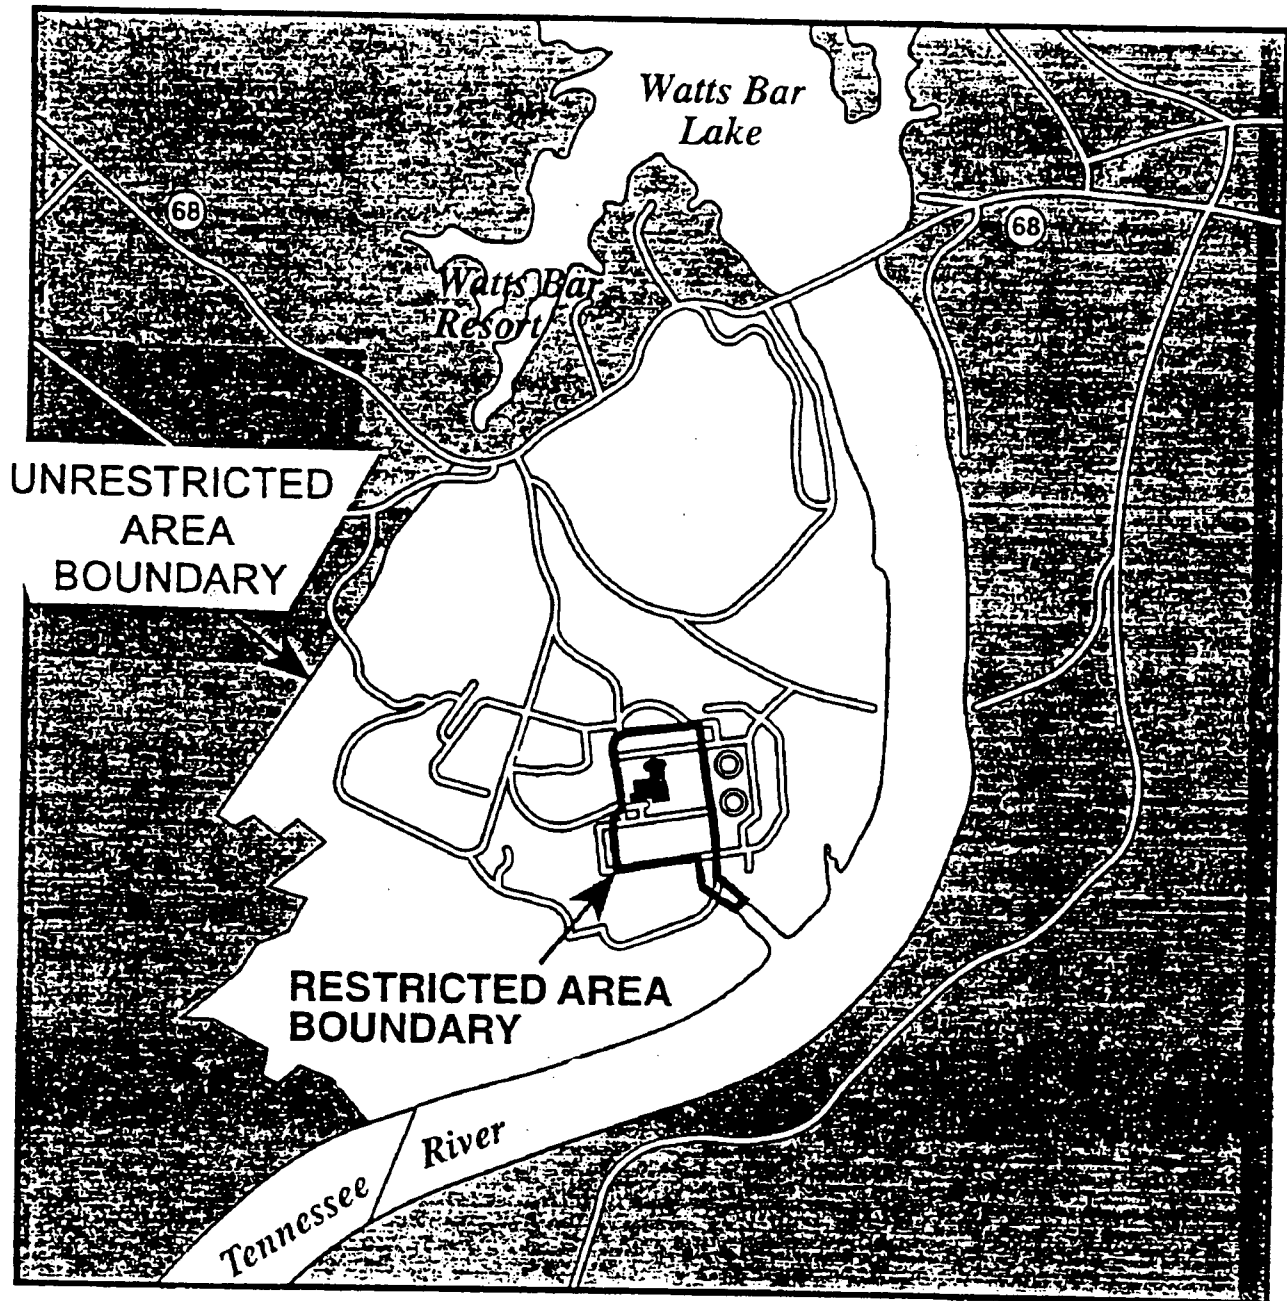 Watts Bar
Lake
68
68
Watts Bar
Resort
UNRESTRICTED
AREA
BOUNDARY
RESTRICTED AREA
BOUNDARY
Tennessee River